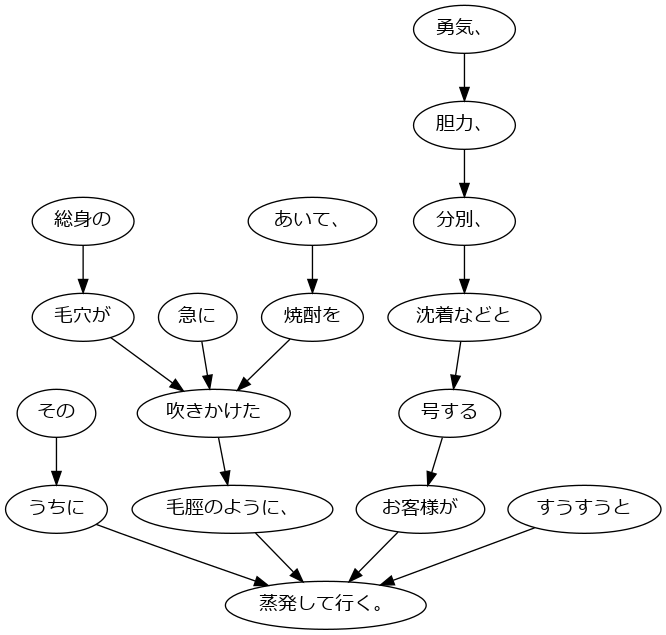 勇気、
胆力、
総身の
あいて、
分別、
毛穴が
急に
焼酎を
沈着などと
その
吹きかけた
号する
うちに
毛脛のように、
お客様が
すうすうと
蒸発して行く。